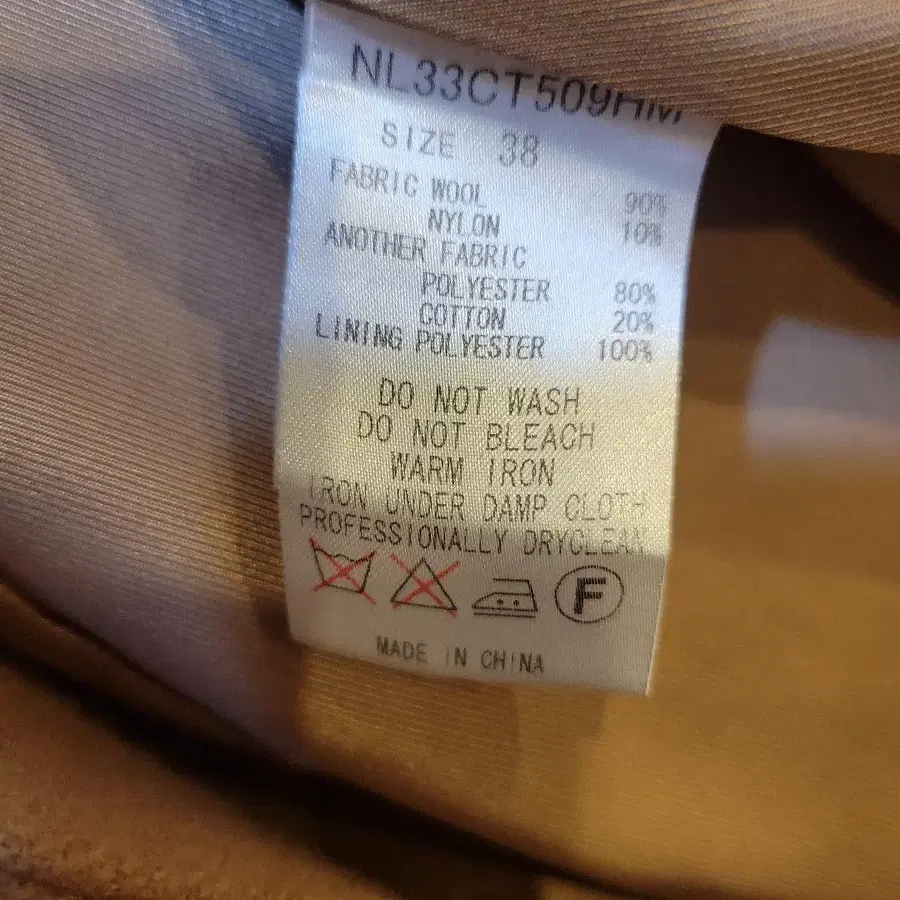 NL33CT509HM
SIZE 38
FABRIC WOOL 90%
NYLON 10%
ANOTHER FABRIC
POLYESTER 80%
COTTON 20%
LINING POLYESTER 100%
DO NOT WASH
DO NOT BLEACH
WARM IRON
IRON UNDER DAMP CLOTH
PROFESSIONALLY DRYCLEAN
F
MADE IN CHINA